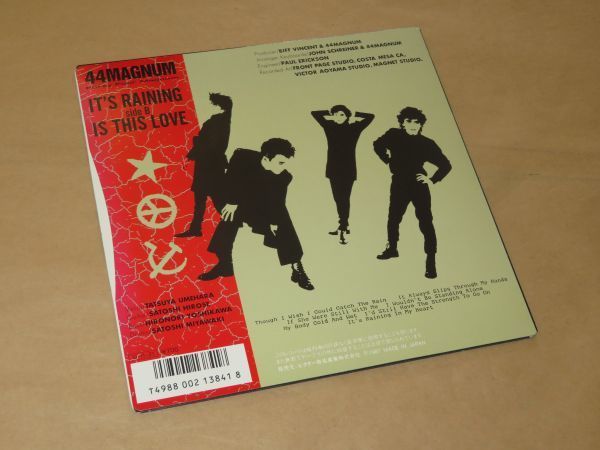 44MAGNUM
IT'S RAINING
side B
IS THIS LOVE
TATSUYA UMEHARA
SATOSHI HIROSE
HIRONORI YOSHIKAWA
SATOSHI MIYAWAKI
T4988 002 13841 8
Producer/BIFF VINCENT & 44MAGNUM
JOHN SCHREINER & 44MAGNUM
Engineer/PAUL ERICKSON
Recorded At/FRONT PAGE STUDIO, COSTA MESA CA.
VICTOR AOYAMA STUDIO, MAGNET STUDIO.
Though I Wish I Could Catch The Rain It Always Slips Through My Hands
If She Were Still With Me I Wouldn't Be Standing Alone
My Body Cold And Wet I'd Still Have The Strength To Go On
It's Raining In My Heart
MADE IN JAPAN